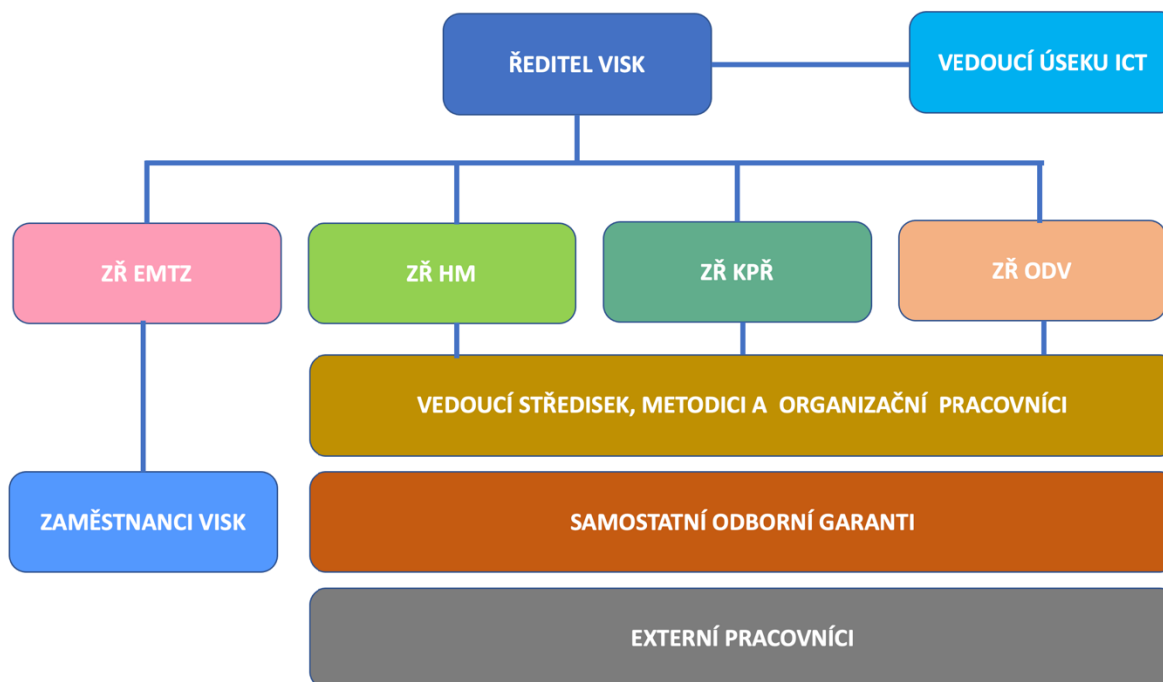 ŘEDITEL VISK
VEDOUCÍ ÚSEKU ICT
ZŘ EMTZ
ZŘ HM
ZŘ KPŘ
ZŘ ODV
VEDOUCÍ STŘEDISEK, METODICI A ORGANIZAČNÍ PRACOVNÍCI
ZAMĚSTNANCI VISK
SAMOSTATNÍ ODBORNÍ GARANTI
EXTERNÍ PRACOVNÍCI